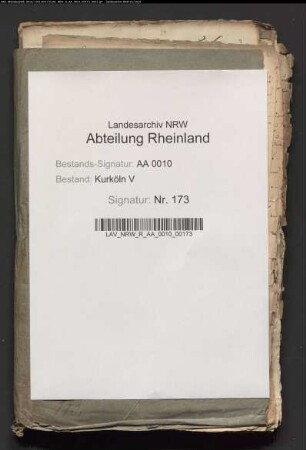 Landesarchiv NRW
Abteilung Rheinland
Bestands-Signatur: AA 0010
Bestand: Kurköln V
Signatur: Nr. 173
LAV_NRW_R_AA_0010_00173